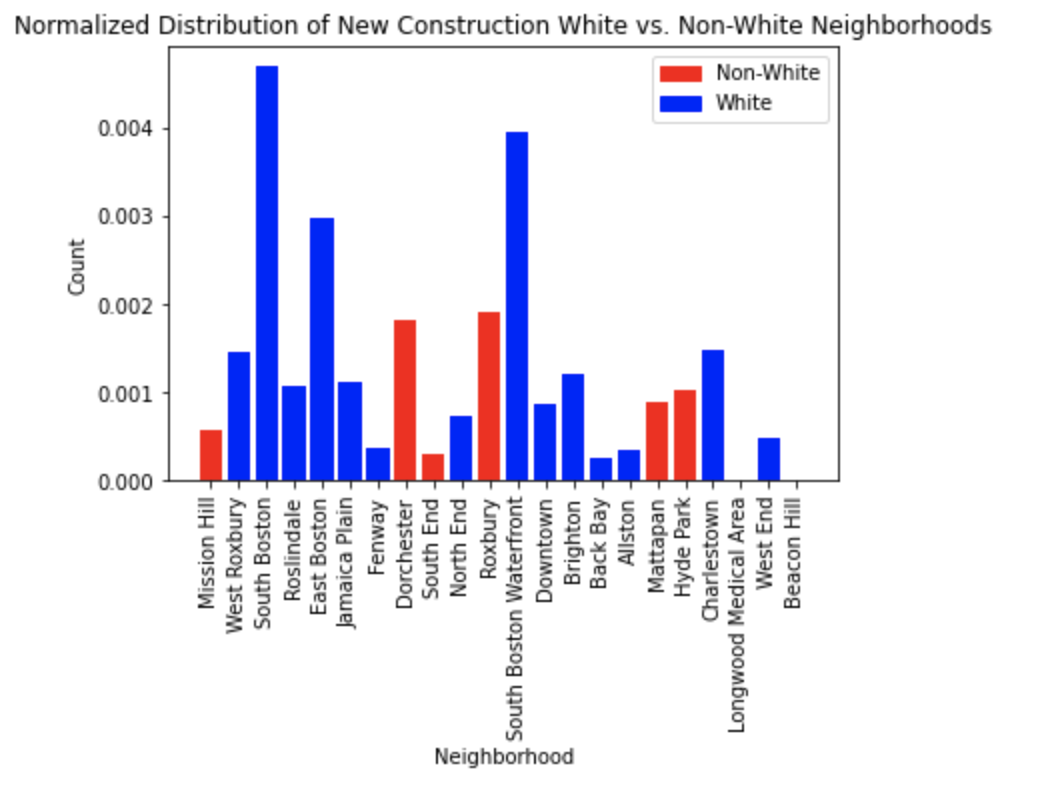 Normalized Distribution of New Construction White vs. Non-White Neighborhoods
Non-White
White
0.004
0.003
0.002
0.001
0.000
Count
Mission Hill
West Roxbury
South Boston
Roslindale
East Boston
Jamaica Plain
Fenway
Dorchester
South End
North End
Roxbury
South Boston Waterfront
Downtown
Brighton
Back Bay
Allston
Mattapan
Hyde Park
Charlestown
Longwood Medical Area
West End
Beacon Hill
Neighborhood